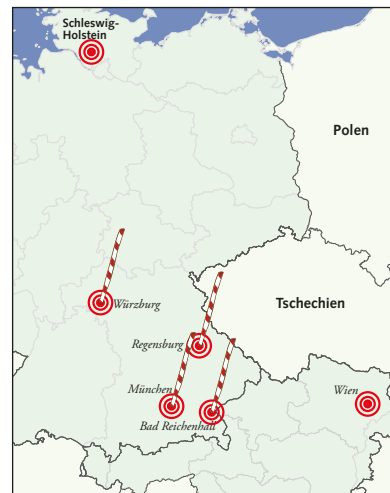 Schleswig-
Holstein
Polen
Tschechien
Würzburg
Regensburg
München
Wien
Bad Reichenhall